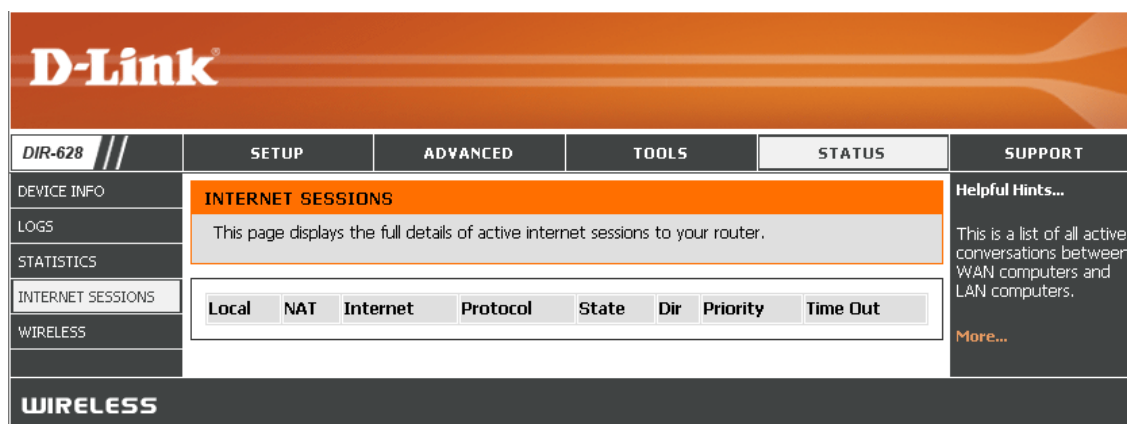 D-Link®
DIR-628
SETUP
ADVANCED
TOOLS
STATUS
SUPPORT
DEVICE INFO
LOGS
STATISTICS
INTERNET SESSIONS
WIRELESS
INTERNET SESSIONS
This page displays the full details of active internet sessions to your router.
Local NAT Internet Protocol State Dir Priority Time Out
Helpful Hints...
This is a list of all active
conversations between
WAN computers and
LAN computers.
More...
WIRELESS